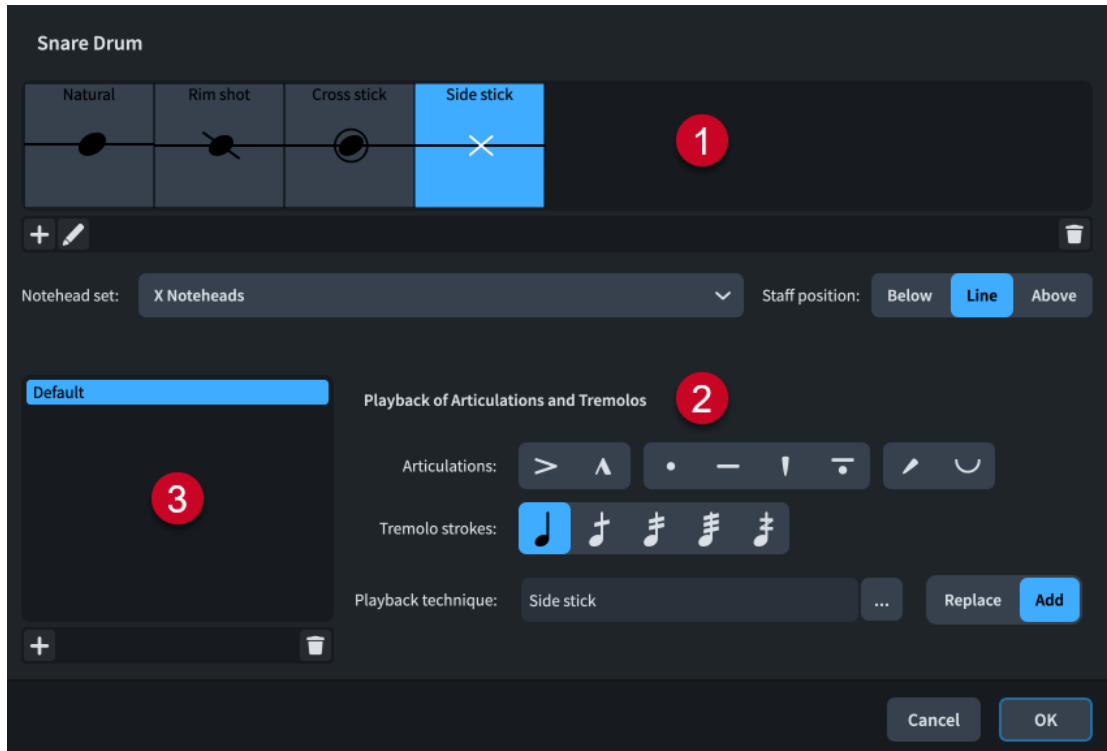 Snare Drum
Natural Rim shot Cross stick Side stick
1
Notehead set: X Noteheads Staff position: Below Line Above
Default
Playback of Articulations and Tremolos 2
Articulations:
3
Tremolo strokes:
Playback technique: Side stick ... Replace Add
Cancel OK